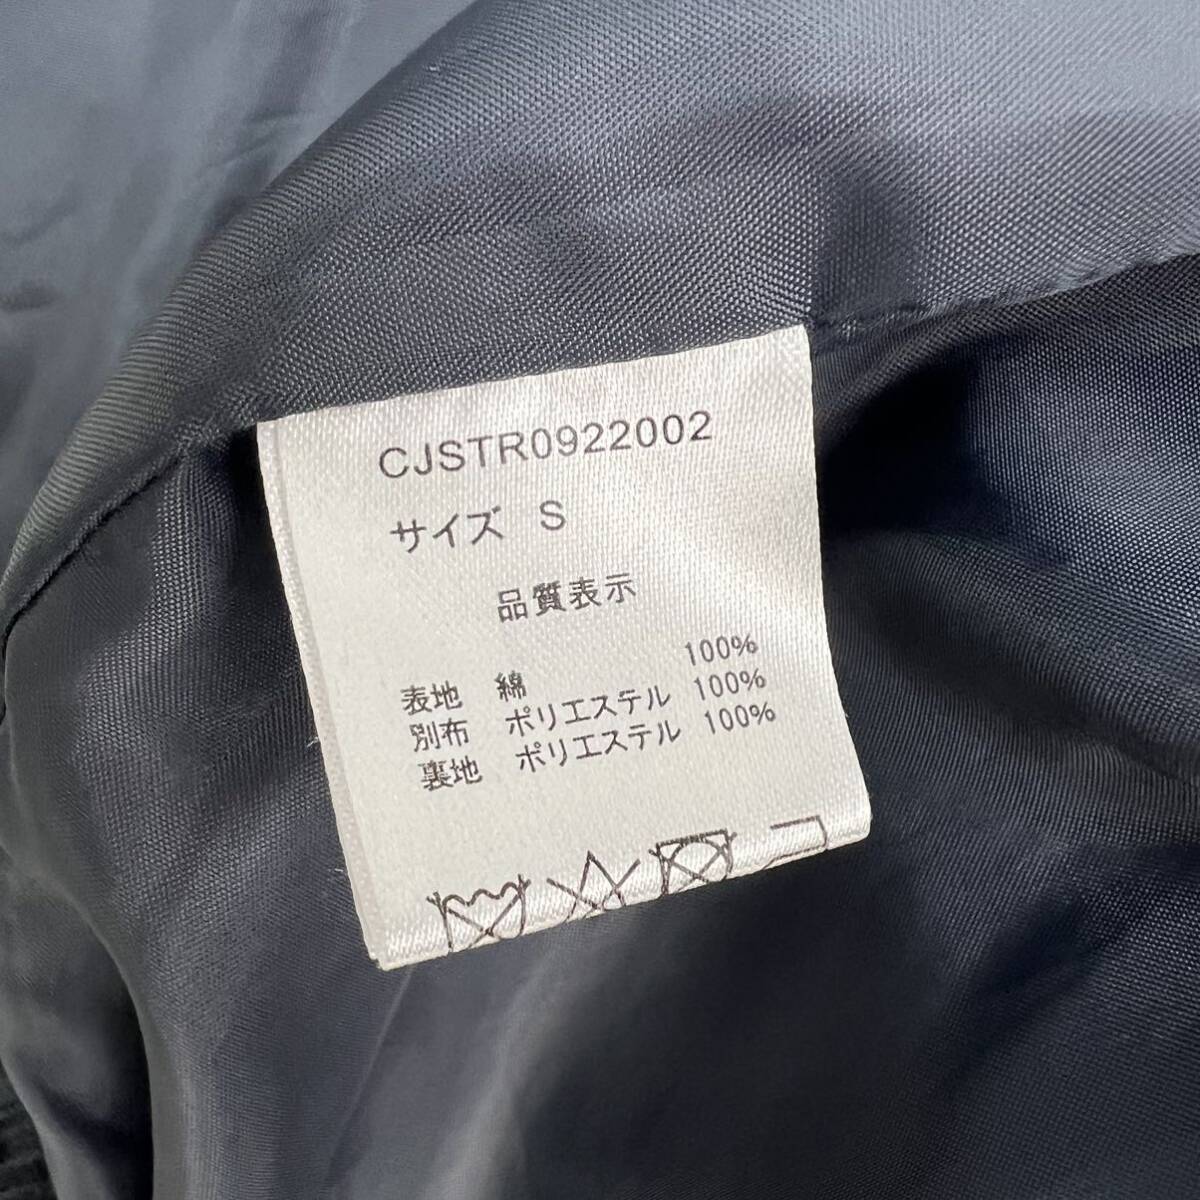 CJSTR0922002
サイズ S
品質表示
表地 綿 100%
別布 ポリエステル 100%
裏地 ポリエステル 100%